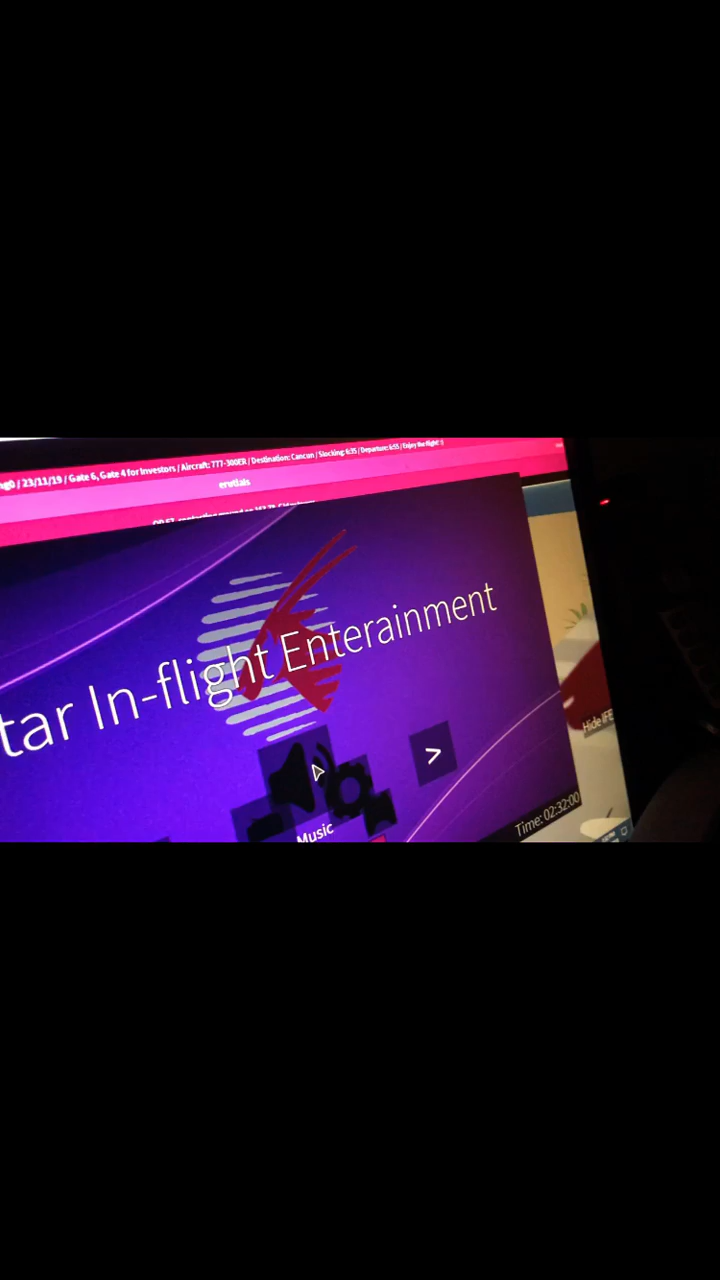 / 23/11/19 / Gate 6, Gate 4 for Investors / Aircraft: 777-300ER / Destination: Cancun / Slocking: 6:35 / Departure: 6:55 / Enjoy the flight! :)
erutlais
tar In-flight Enterainment
>
Music
Hide IFE
Time: 02:32:00